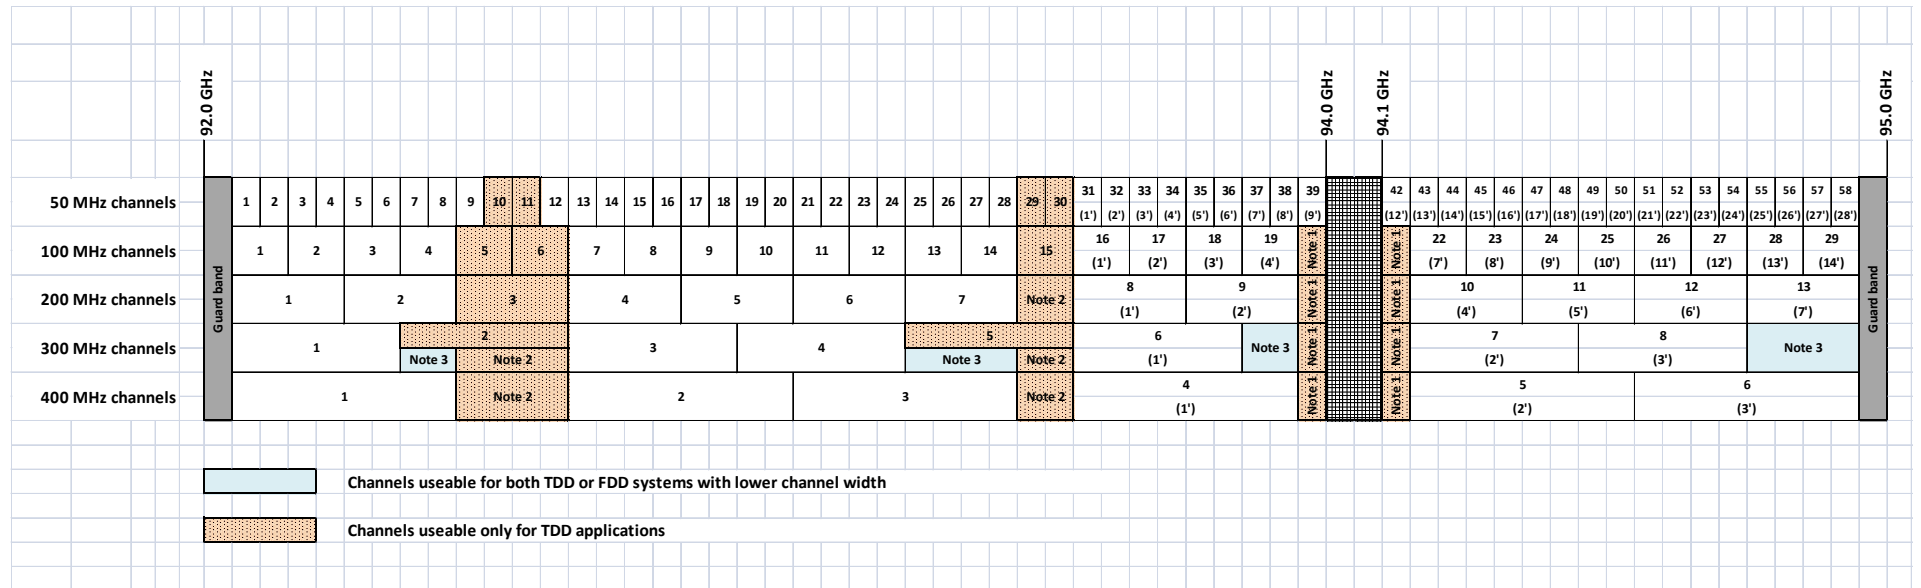 92.0 GHz
94.0 GHz
94.1 GHz
95.0 GHz
Guard band
50 MHz channels 1 2 3 4 5 6 7 8 9 10 11 12 13 14 15 16 17 18 19 20 21 22 23 24 25 26 27 28 29 30 31 32 33 34 35 36 37 38 39 42 43 44 45 46 47 48 49 50 51 52 53 54 55 56 57 58
(1') (2') (3') (4') (5') (6') (7') (8') (9') (12') (13') (14') (15') (16') (17') (18') (19') (20') (21') (22') (23') (24') (25') (26') (27') (28')
100 MHz channels 1 2 3 4 5 6 7 8 9 10 11 12 13 14 15 16 17 18 19 Note 1 Note 1 22 23 24 25 26 27 28 29
(1') (2') (3') (4') (7') (8') (9') (10') (11') (12') (13') (14')
200 MHz channels 1 2 3 4 5 6 7 Note 2 8 9 Note 1 Note 1 10 11 12 13
(1') (2') (4') (5') (6') (7')
300 MHz channels 1 2 3 4 5 6 Note 3 Note 1 Note 1 7 8 Note 3
Note 3 Note 2 Note 3 Note 2 (1') (2') (3')
400 MHz channels 1 Note 2 2 3 Note 2 4 Note 1 Note 1 5 6
(1') (2') (3')
Guard band
Channels useable for both TDD or FDD systems with lower channel width
Channels useable only for TDD applications